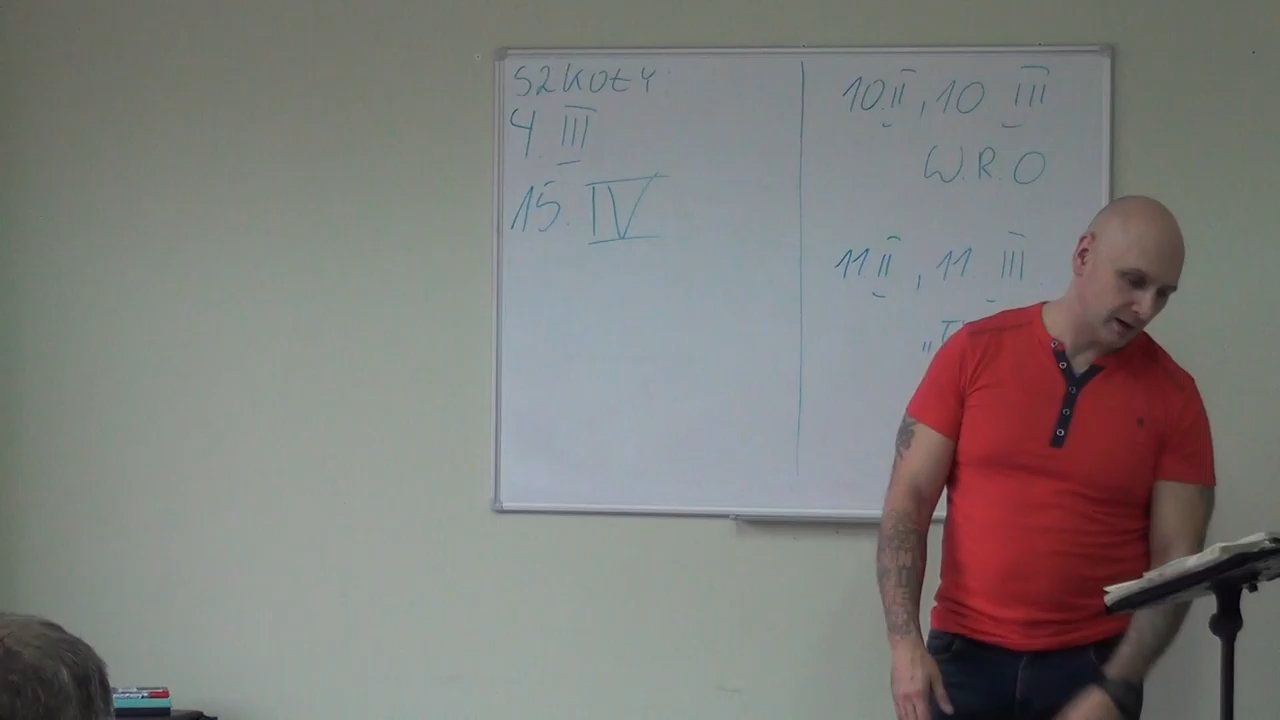 SZKOŁY
4 III
15. IV
10.II, 10 III
W.R.O
11 II, 11 III